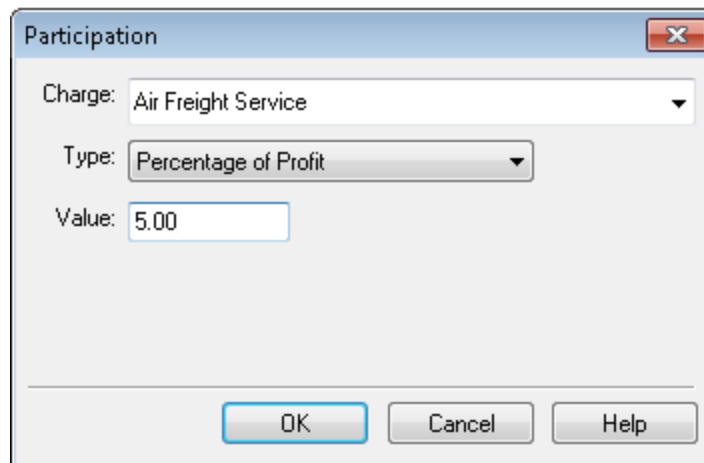 Participation
Charge: Air Freight Service
Type: Percentage of Profit
Value: 5.00
OK Cancel Help